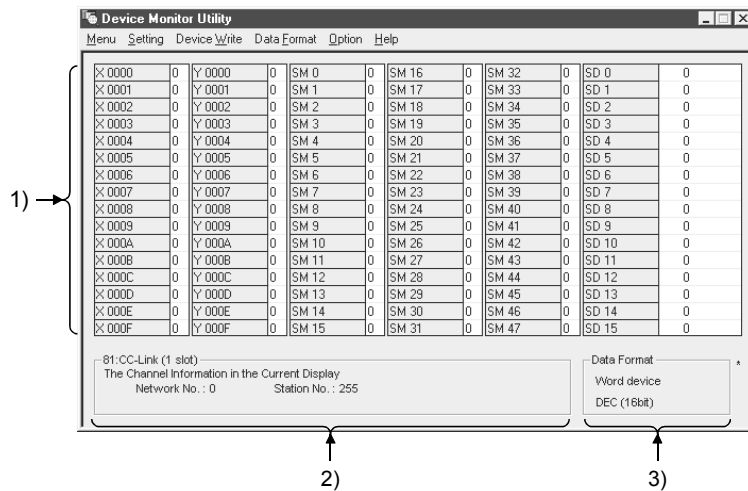 Device Monitor Utility
Menu Setting Device Write Data Format Option Help
X 0000 0 Y 0000 0 SM 0 0 SM 16 0 SM 32 0 SD 0 0
X 0001 0 Y 0001 0 SM 1 0 SM 17 0 SM 33 0 SD 1 0
X 0002 0 Y 0002 0 SM 2 0 SM 18 0 SM 34 0 SD 2 0
X 0003 0 Y 0003 0 SM 3 0 SM 19 0 SM 35 0 SD 3 0
X 0004 0 Y 0004 0 SM 4 0 SM 20 0 SM 36 0 SD 4 0
X 0005 0 Y 0005 0 SM 5 0 SM 21 0 SM 37 0 SD 5 0
X 0006 0 Y 0006 0 SM 6 0 SM 22 0 SM 38 0 SD 6 0
X 0007 0 Y 0007 0 SM 7 0 SM 23 0 SM 39 0 SD 7 0
1)
X 0008 0 Y 0008 0 SM 8 0 SM 24 0 SM 40 0 SD 8 0
X 0009 0 Y 0009 0 SM 9 0 SM 25 0 SM 41 0 SD 9 0
X 000A 0 Y 000A 0 SM 10 0 SM 26 0 SM 42 0 SD 10 0
X 000B 0 Y 000B 0 SM 11 0 SM 27 0 SM 43 0 SD 11 0
X 000C 0 Y 000C 0 SM 12 0 SM 28 0 SM 44 0 SD 12 0
X 000D 0 Y 000D 0 SM 13 0 SM 29 0 SM 45 0 SD 13 0
X 000E 0 Y 000E 0 SM 14 0 SM 30 0 SM 46 0 SD 14 0
X 000F 0 Y 000F 0 SM 15 0 SM 31 0 SM 47 0 SD 15 0
81:CC-Link (1 slot)
The Channel Information in the Current Display
Network No. : 0 Station No. : 255
Data Format *
Word device
DEC (16bit)
2) 3)